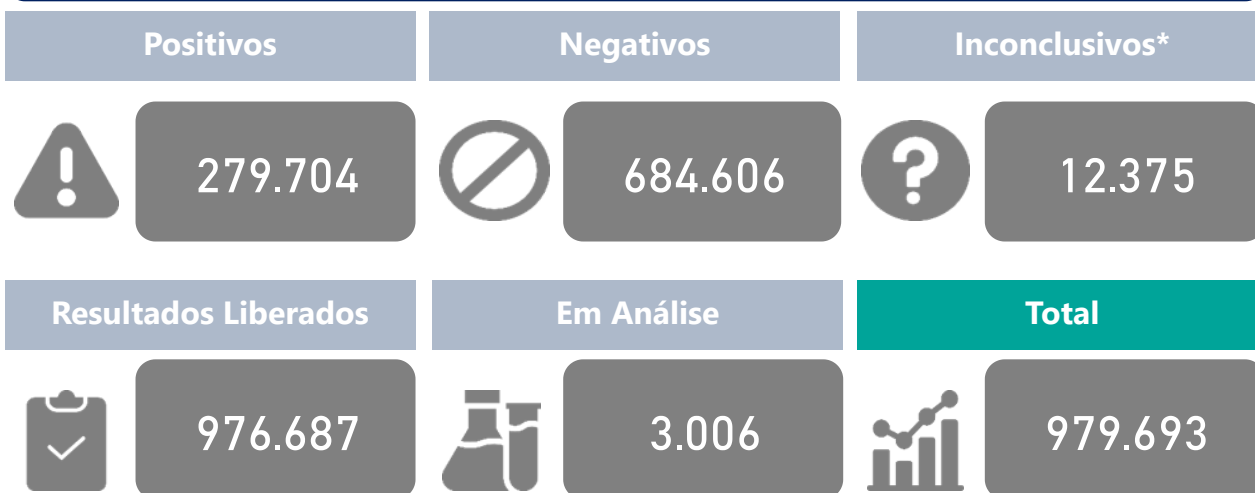 Positivos
Negativos
Inconclusivos*
279.704
684.606
12.375
Resultados Liberados
Em Análise
Total
976.687
3.006
979.693